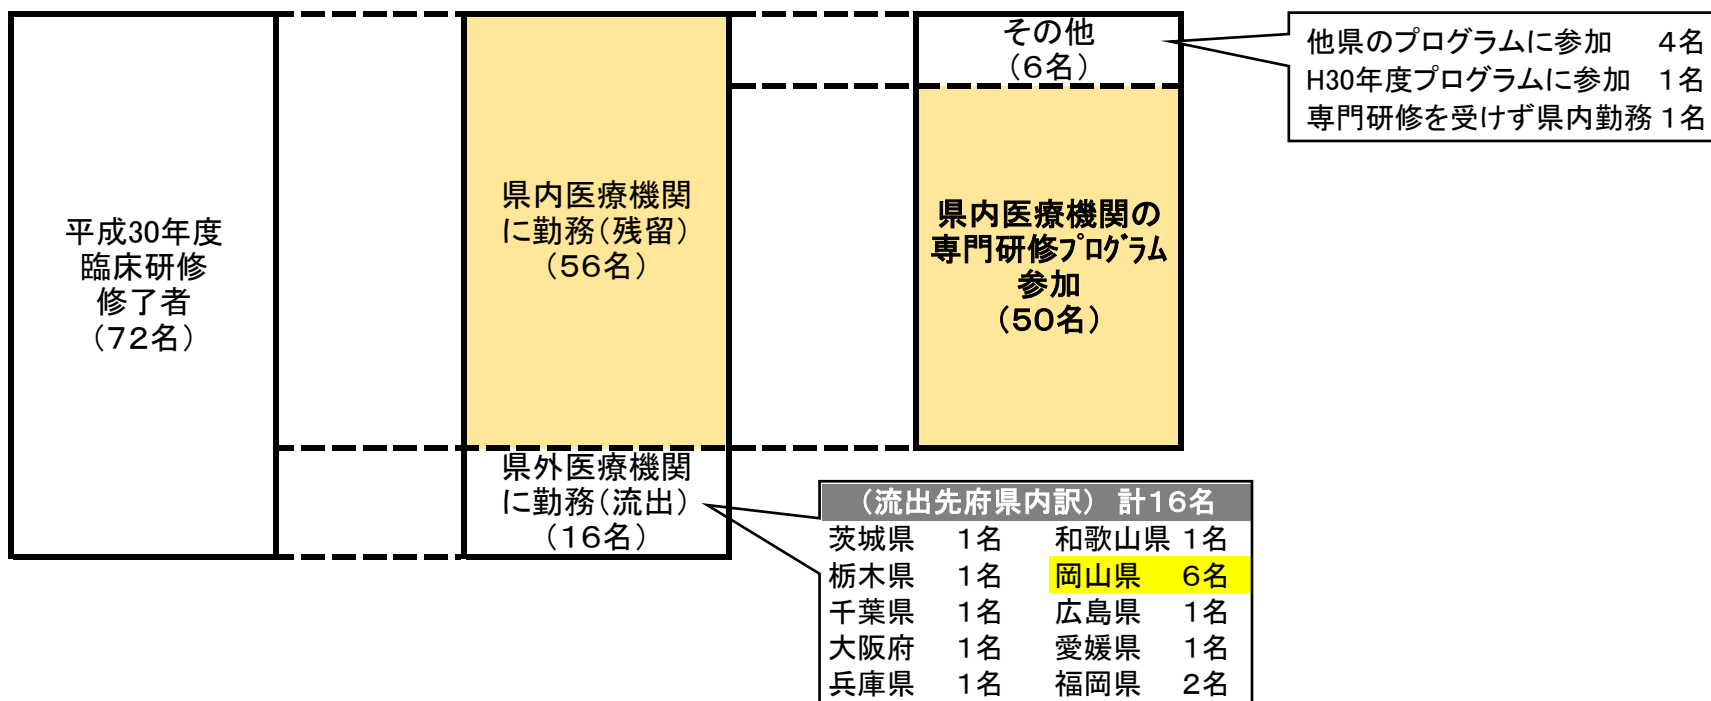 平成30年度
臨床研修
修了者
（72名）
県内医療機関
に勤務（残留）
（56名）
県外医療機関
に勤務（流出）
（16名）
その他
（6名）
県内医療機関の
専門研修ﾌﾟﾛｸﾞﾗﾑ
参加
（50名）
他県のプログラムに参加　4名
H30年度プログラムに参加　1名
専門研修を受けず県内勤務 1名
（流出先府県内訳）　計16名
茨城県　1名　和歌山県 1名
栃木県　1名　岡山県　6名
千葉県　1名　広島県　1名
大阪府　1名　愛媛県　1名
兵庫県　1名　福岡県　2名